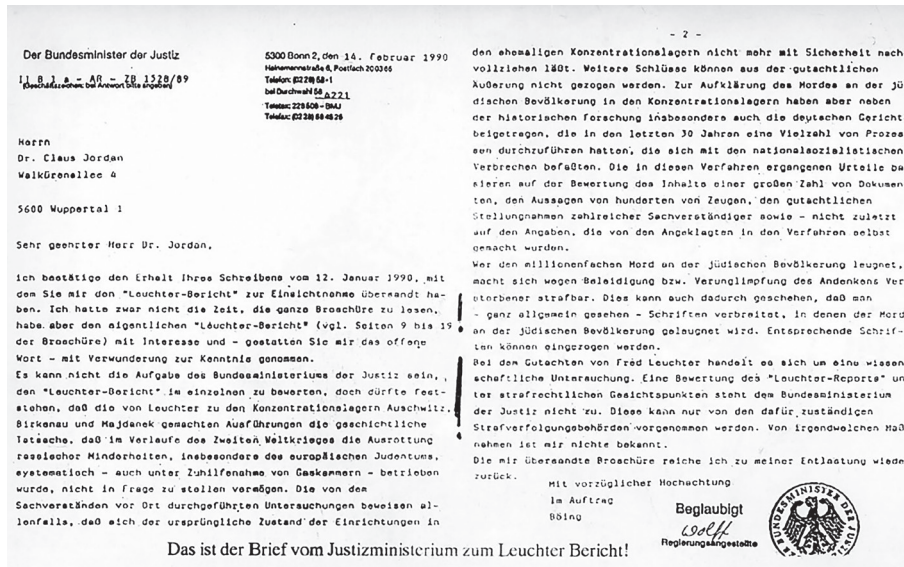 Der Bundesminister der Justiz
II B 1 a - AR - ZB 1528/89
(Geschäftszeichen: bei Antwort bitte angeben)
5300 Bonn 2, den 14. Februar 1990
Heinemannstraße 6, Postfach 200365
Telefon: (0228) 58-1
bei Durchwahl 58
4221
Telefax: (0228) 58 45 25
Herrn
Dr. Claus Jordan
Walkürenallee 4
5600 Wuppertal 1
Sehr geehrter Herr Dr. Jordan,
ich bestätige den Erhalt Ihres Schreibens vom 12. Januar 1990, mit
dem Sie mir den "Leuchter-Bericht" zur Einsichtnahme übersandt ha-
ben. Ich hatte zwar nicht die Zeit, die ganze Broschüre zu lesen,
habe aber den eigentlichen "Leuchter-Bericht" (vgl. Seiten 9 bis 19
der Broschüre) mit Interesse und - gestatten Sie mir das offene
Wort - mit Verwunderung zur Kenntnis genommen.
Es kann nicht die Aufgabe des Bundesministeriums der Justiz sein,
den "Leuchter-Bericht" im einzelnen zu bewerten, doch dürfte fest-
stehen, daß die von Leuchter zu den Konzentrationslagern Auschwitz,
Birkenau und Majdanek gemachten Ausführungen die geschichtliche
Tatsache, daß im Verlaufe des Zweiten Weltkrieges die Ausrottung
rassischer Minderheiten, insbesondere des europäischen Judentums,
systematisch - auch unter Zuhilfenahme von Gaskammern - betrieben
wurde, nicht in Frage zu stellen vermögen. Die von dem
Sachverständen vor Ort durchgeführten Untersuchungen beweisen al-
lenfalls, daß sich der ursprüngliche Zustand der Einrichtungen in
- 2 -
den ehemaligen Konzentrationslagern nicht mehr mit Sicherheit nach
vollziehen läßt. Weitere Schlüsse können aus der gutachtlichen
Äußerung nicht gezogen werden. Zur Aufklärung des Mordes an der jü
dischen Bevölkerung in den Konzentrationslagern haben aber neben
der historischen Forschung insbesondere auch die deutschen Gericht
beigetragen, die in den letzten 30 Jahren eine Vielzahl von Prozes
sen durchzuführen hatten, die sich mit den nationalsozialistischen
Verbrechen befaßten. Die in diesen Verfahren ergangenen Urteile ba
sieren auf der Bewertung des Inhalts einer großen Zahl von Dokumen
ten, den Aussagen von hunderten von Zeugen, den gutachtlichen
Stellungnahmen zahlreicher Sachverständiger sowie - nicht zuletzt
auf den Angaben, die von den Angeklagten in den Verfahren selbst
gemacht wurden.
Wer den millionenfachen Mord an der jüdischen Bevölkerung leugnet,
macht sich wegen Beleidigung bzw. Verunglimpfung des Andenkens Ver
storbener strafbar. Dies kann auch dadurch geschehen, daß man
- ganz allgemein gesehen - Schriften verbreitet, in denen der Mord
an der jüdischen Bevölkerung geleugnet wird. Entsprechende Schrif-
ten können eingezogen werden.
Bei dem Gutachten von Fred Leuchter handelt es sich um eine wissen
schaftliche Untersuchung. Eine Bewertung des "Leuchter-Reports" un
ter strafrechtlichen Gesichtspunkten steht dem Bundesministerium
der Justiz nicht zu. Diese kann nur von den dafür zuständigen
Strafverfolgungsbehörden vorgenommen werden. Von irgendwelchen Maß
nahmen ist mir nichts bekannt.
Die mir übersandte Broschüre reiche ich zu meiner Entlastung wiede
zurück.
Mit vorzüglicher Hochachtung
Im Auftrag
Böing
Beglaubigt
Wolff
Regierungsangestellte
BUNDESMINISTER DER JUSTIZ
Das ist der Brief vom Justizministerium zum Leuchter Bericht!